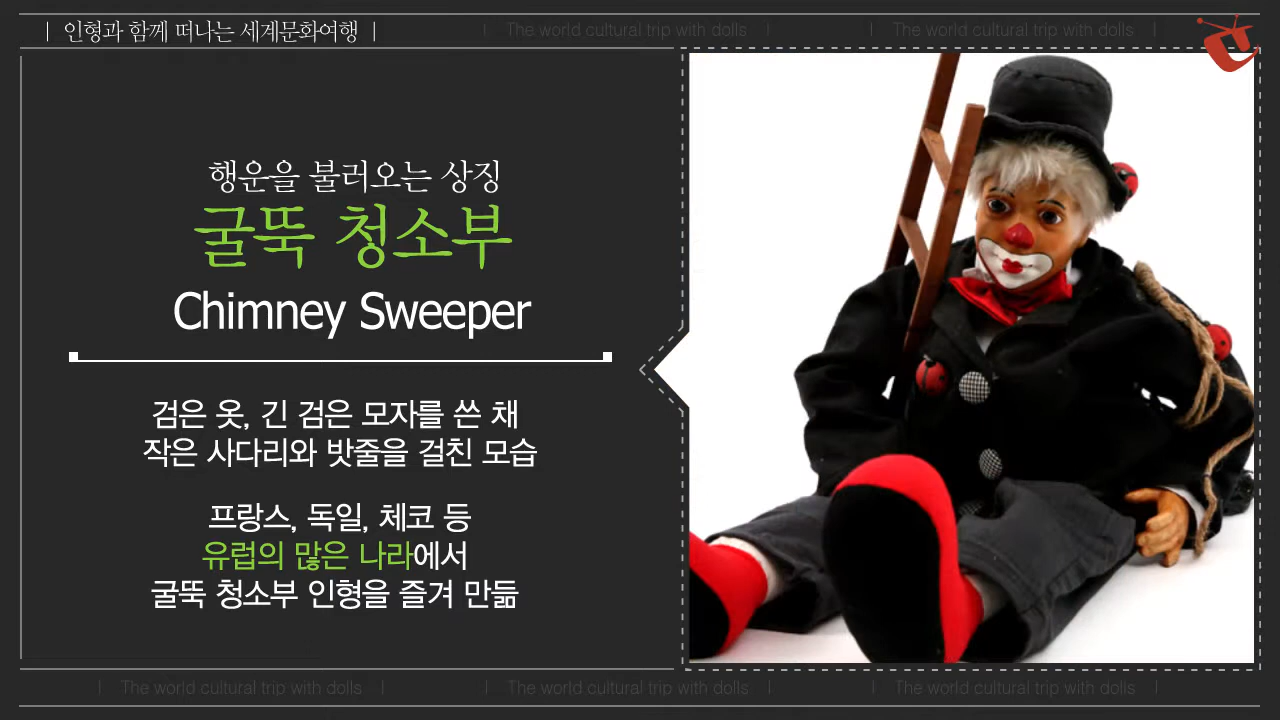 | 인형과 함께 떠나는 세계문화여행 |
The world cultural trip with dolls
The world cultural trip with dolls
행운을 불러오는 상징
굴뚝 청소부
Chimney Sweeper
검은 옷, 긴 검은 모자를 쓴 채
작은 사다리와 밧줄을 걸친 모습
프랑스, 독일, 체코 등
유럽의 많은 나라에서
굴뚝 청소부 인형을 즐겨 만듦
The world cultural trip with dolls
The world cultural trip with dolls
The world cultural trip with dolls